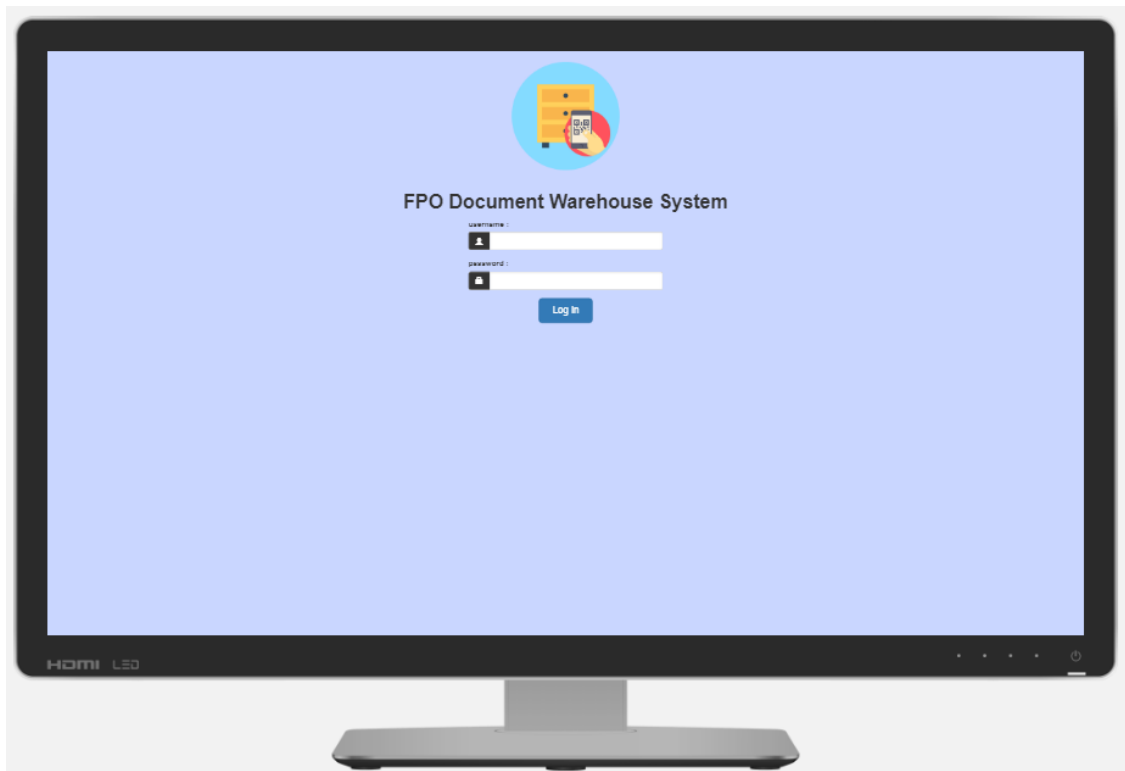 FPO Document Warehouse System
username :
password :
Log In
HDMI LED